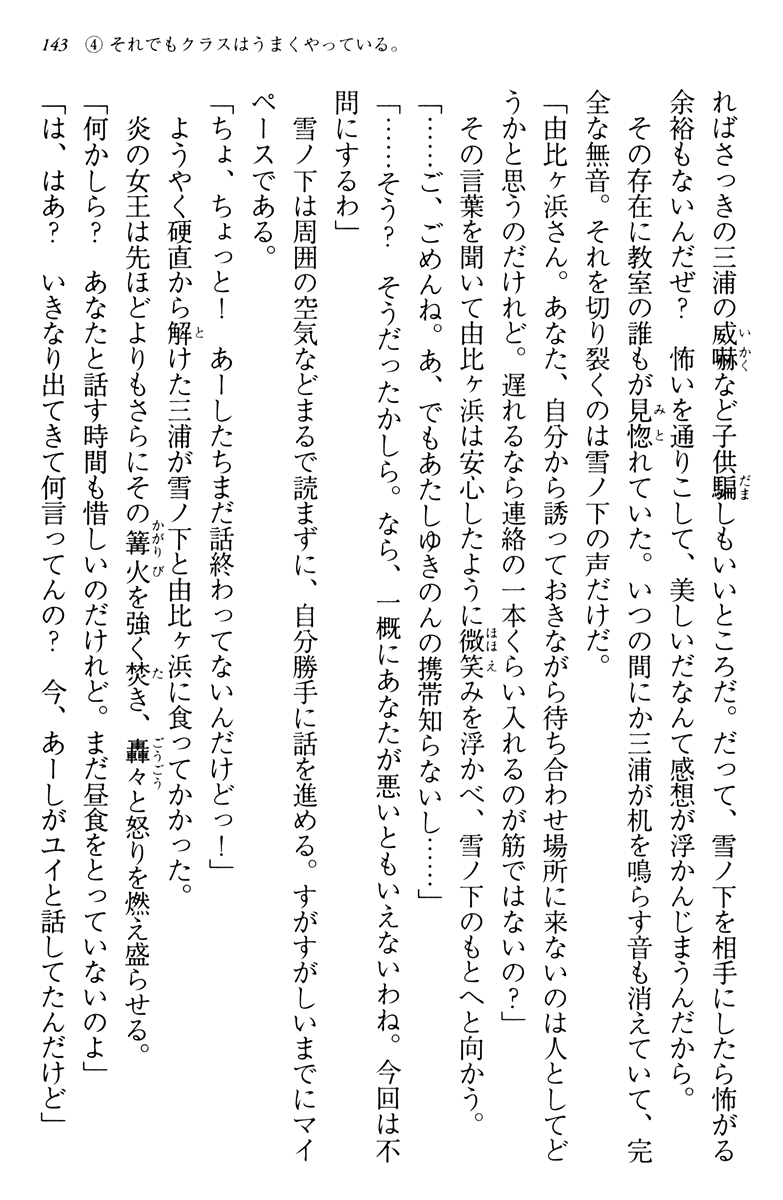 143　④ それでもクラスはうまくやっている。
ればさっきの三浦の威嚇など子供騙しもいいところだ。だって、雪ノ下を相手にしたら怖がる
余裕もないんだぜ？　怖いを通りこして、美しいだなんて感想が浮かんじまうんだから。
　その存在に教室の誰もが見惚れていた。いつの間にか三浦が机を鳴らす音も消えていて、完
全な無音。それを切り裂くのは雪ノ下の声だけだ。
「由比ヶ浜さん。あなた、自分から誘っておきながら待ち合わせ場所に来ないのは人としてど
うかと思うのだけれど。遅れるなら連絡の一本くらい入れるのが筋ではないの？」
　その言葉を聞いて由比ヶ浜は安心したように微笑みを浮かべ、雪ノ下のもとへと向かう。
「……ご、ごめんね。あ、でもあたしゆきのんの携帯知らないし……」
「……そう？　そうだったかしら。なら、一概にあなたが悪いともいえないわね。今回は不
問にするわ」
　雪ノ下は周囲の空気などまるで読まずに、自分勝手に話を進める。すがすがしいまでにマイ
ペースである。
「ちょ、ちょっと！　あーしたちまだ話終わってないんだけどっ！」
　ようやく硬直から解けた三浦が雪ノ下と由比ヶ浜に食ってかかった。
　炎の女王は先ほどよりもさらにその篝火を強く焚き、轟々と怒りを燃え盛らせる。
「何かしら？　あなたと話す時間も惜しいのだけれど。まだ昼食をとっていないのよ」
「は、はあ？　いきなり出てきて何言ってんの？　今、あーしがユイと話してたんだけど」